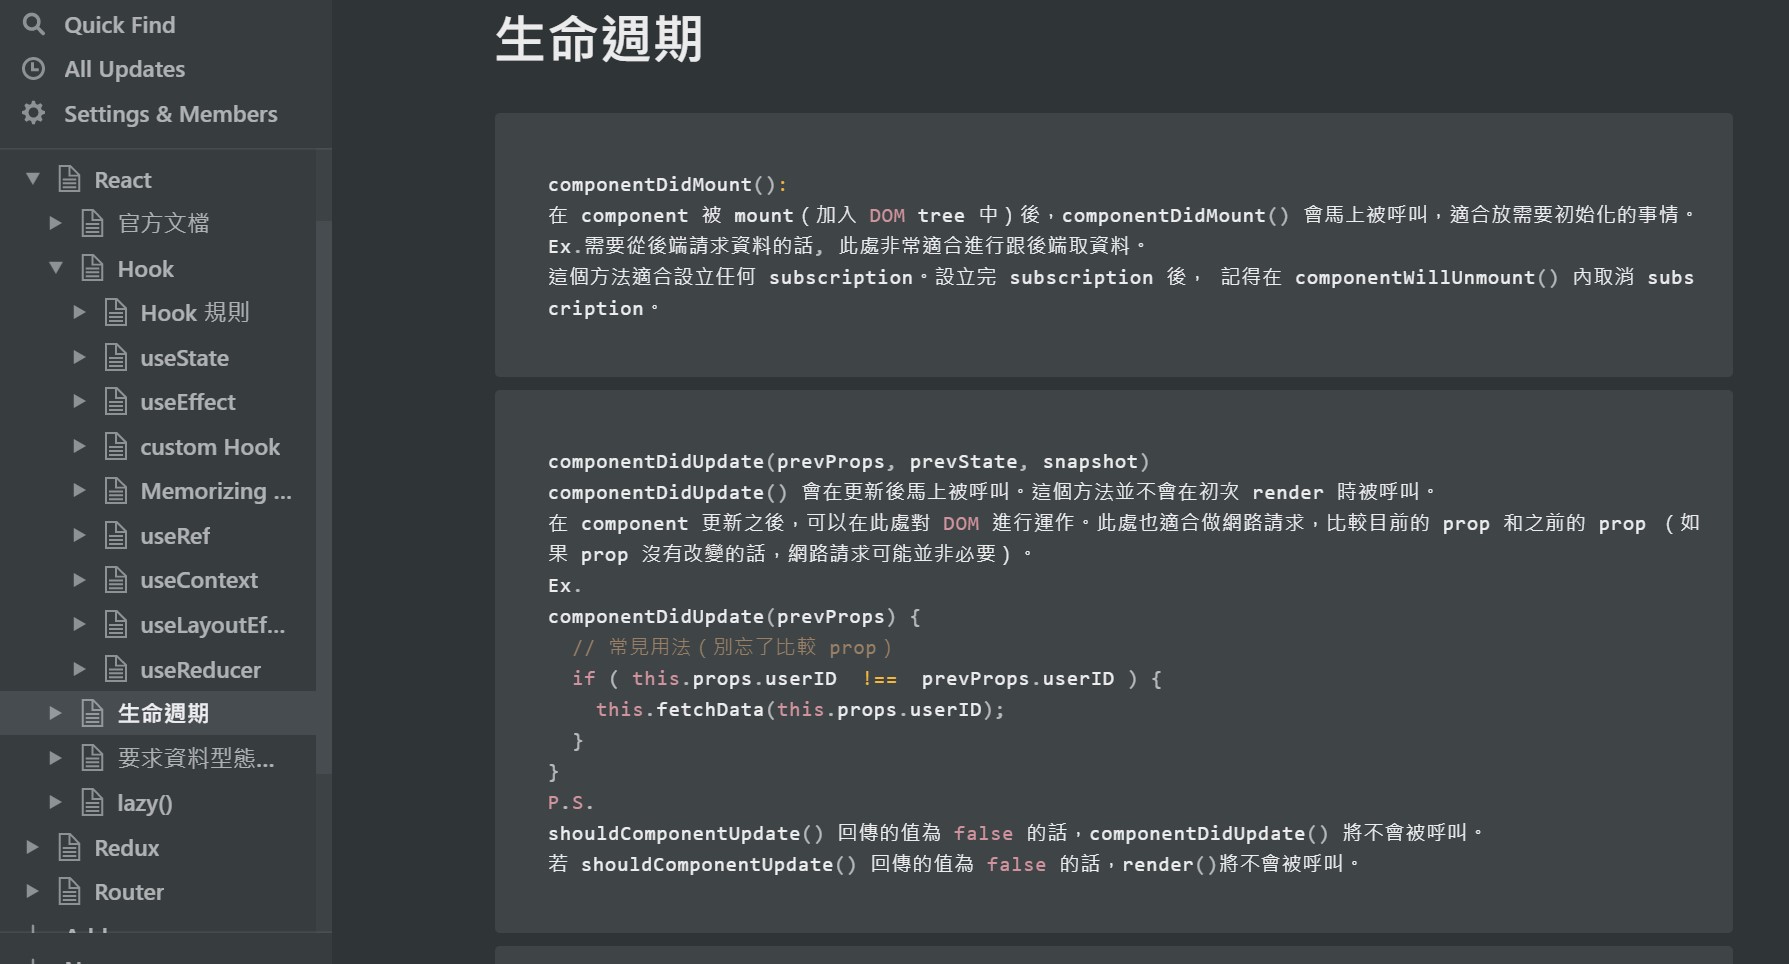 Quick Find
All Updates
Settings & Members
React
官方文檔
Hook
Hook 規則
useState
useEffect
custom Hook
Memorizing ...
useRef
useContext
useLayoutEf...
useReducer
生命週期
要求資料型態...
lazy()
Redux
Router
生命週期
componentDidMount():
在 component 被 mount(加入 DOM tree 中)後，componentDidMount() 會馬上被呼叫，適合放需要初始化的事情。
Ex.需要從後端請求資料的話, 此處非常適合進行跟後端取資料。
這個方法適合設立任何 subscription。設立完 subscription 後， 記得在 componentWillUnmount() 內取消 subs
cription。
componentDidUpdate(prevProps, prevState, snapshot)
componentDidUpdate() 會在更新後馬上被呼叫。這個方法並不會在初次 render 時被呼叫。
在 component 更新之後，可以在此處對 DOM 進行運作。此處也適合做網路請求，比較目前的 prop 和之前的 prop (如
果 prop 沒有改變的話，網路請求可能並非必要)。
Ex.
componentDidUpdate(prevProps) {
// 常見用法(別忘了比較 prop)
if ( this.props.userID !== prevProps.userID ) {
this.fetchData(this.props.userID);
}
}
P.S.
shouldComponentUpdate() 回傳的值為 false 的話，componentDidUpdate() 將不會被呼叫。
若 shouldComponentUpdate() 回傳的值為 false 的話，render()將不會被呼叫。